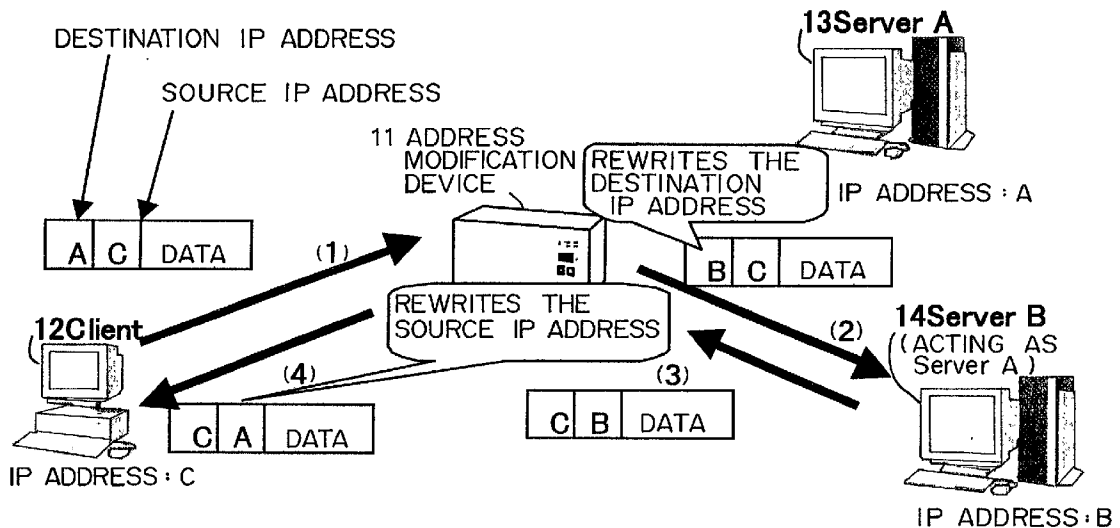 DESTINATION IP ADDRESS
SOURCE IP ADDRESS
A C DATA
(1)
11 ADDRESS
MODIFICATION
DEVICE
REWRITES THE
DESTINATION
IP ADDRESS
13Server A
IP ADDRESS : A
B C DATA
(2)
12Client
IP ADDRESS : C
REWRITES THE
SOURCE IP ADDRESS
(4)
C A DATA
(3)
C B DATA
14Server B
(ACTING AS
Server A)
IP ADDRESS : B